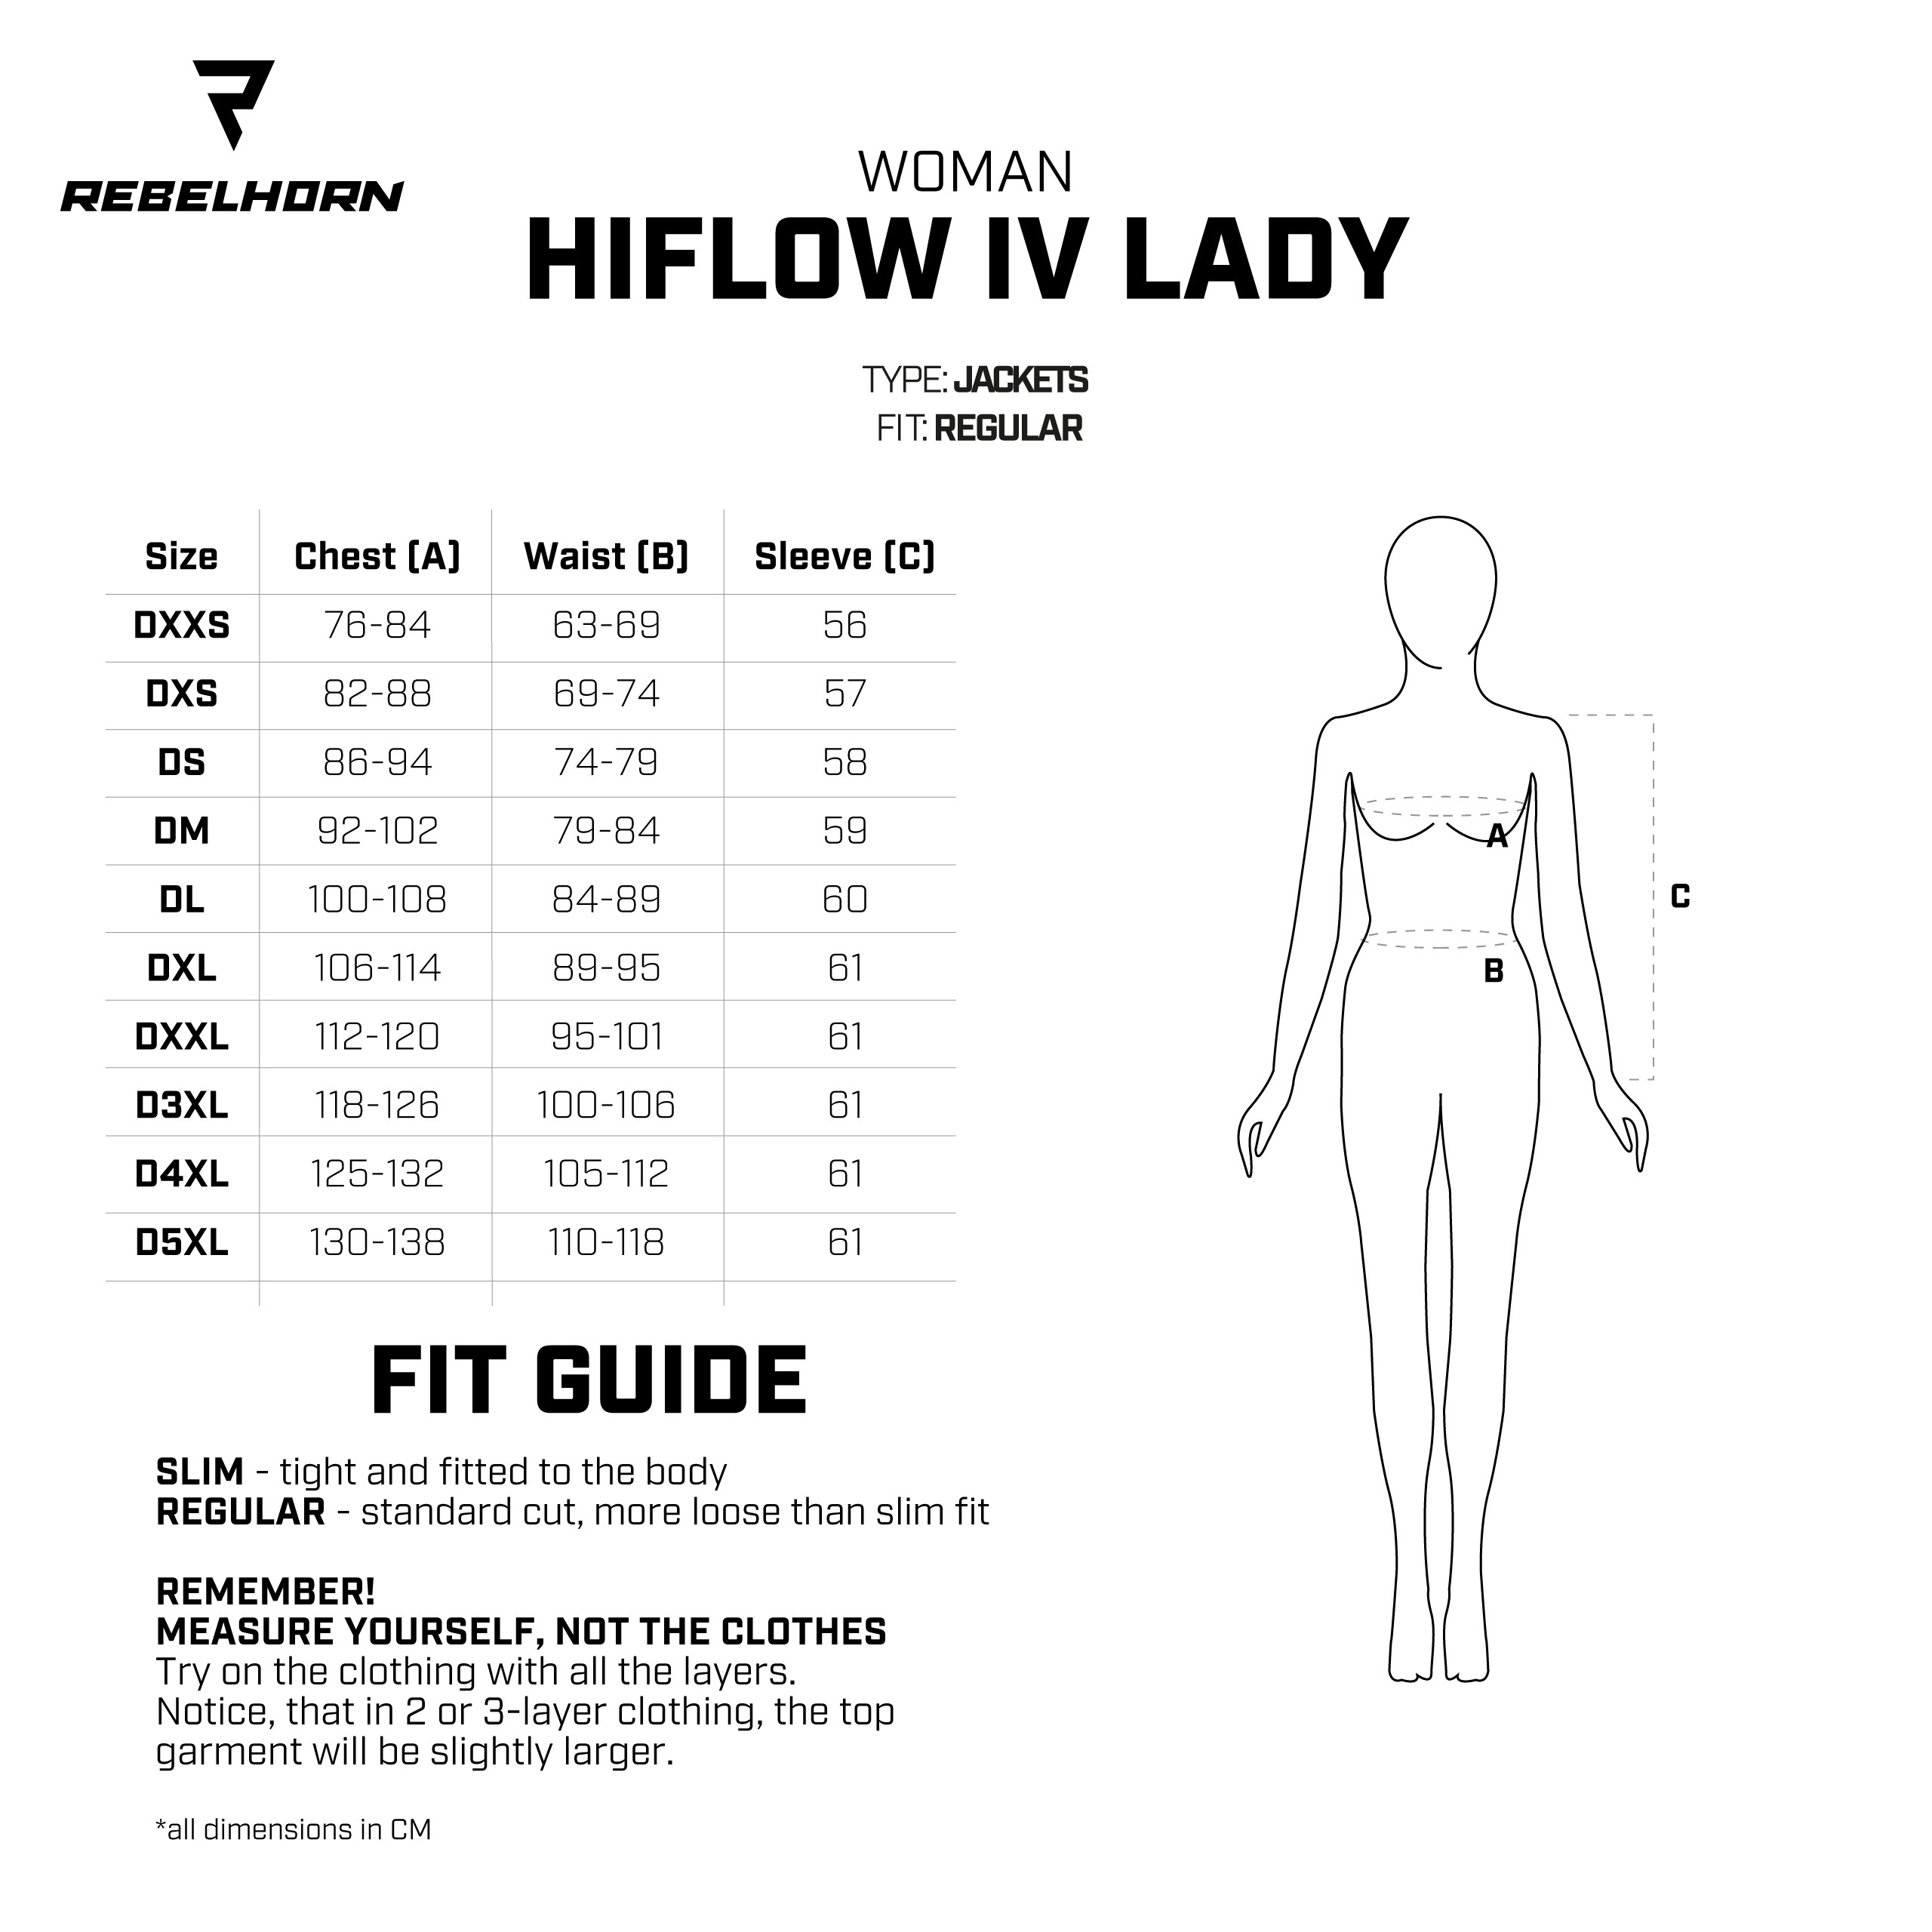 REBELHORN
WOMAN
HIFLOW IV LADY
TYPE: JACKETS
FIT: REGULAR
Size Chest (A) Waist (B) Sleeve (C)
DXXS 76-84 63-69 56
DXS 82-88 69-74 57
DS 86-94 74-79 58
DM 92-102 79-84 59
DL 100-108 84-89 60
DXL 106-114 89-95 61
DXXL 112-120 95-101 61
D3XL 118-126 100-106 61
D4XL 125-132 105-112 61
D5XL 130-138 110-118 61
A
B
C
FIT GUIDE
SLIM - tight and fitted to the body
REGULAR - standard cut, more loose than slim fit
REMEMBER!
MEASURE YOURSELF, NOT THE CLOTHES
Try on the clothing with all the layers.
Notice, that in 2 or 3-layer clothing, the top
garment will be slightly larger.
*all dimensions in CM